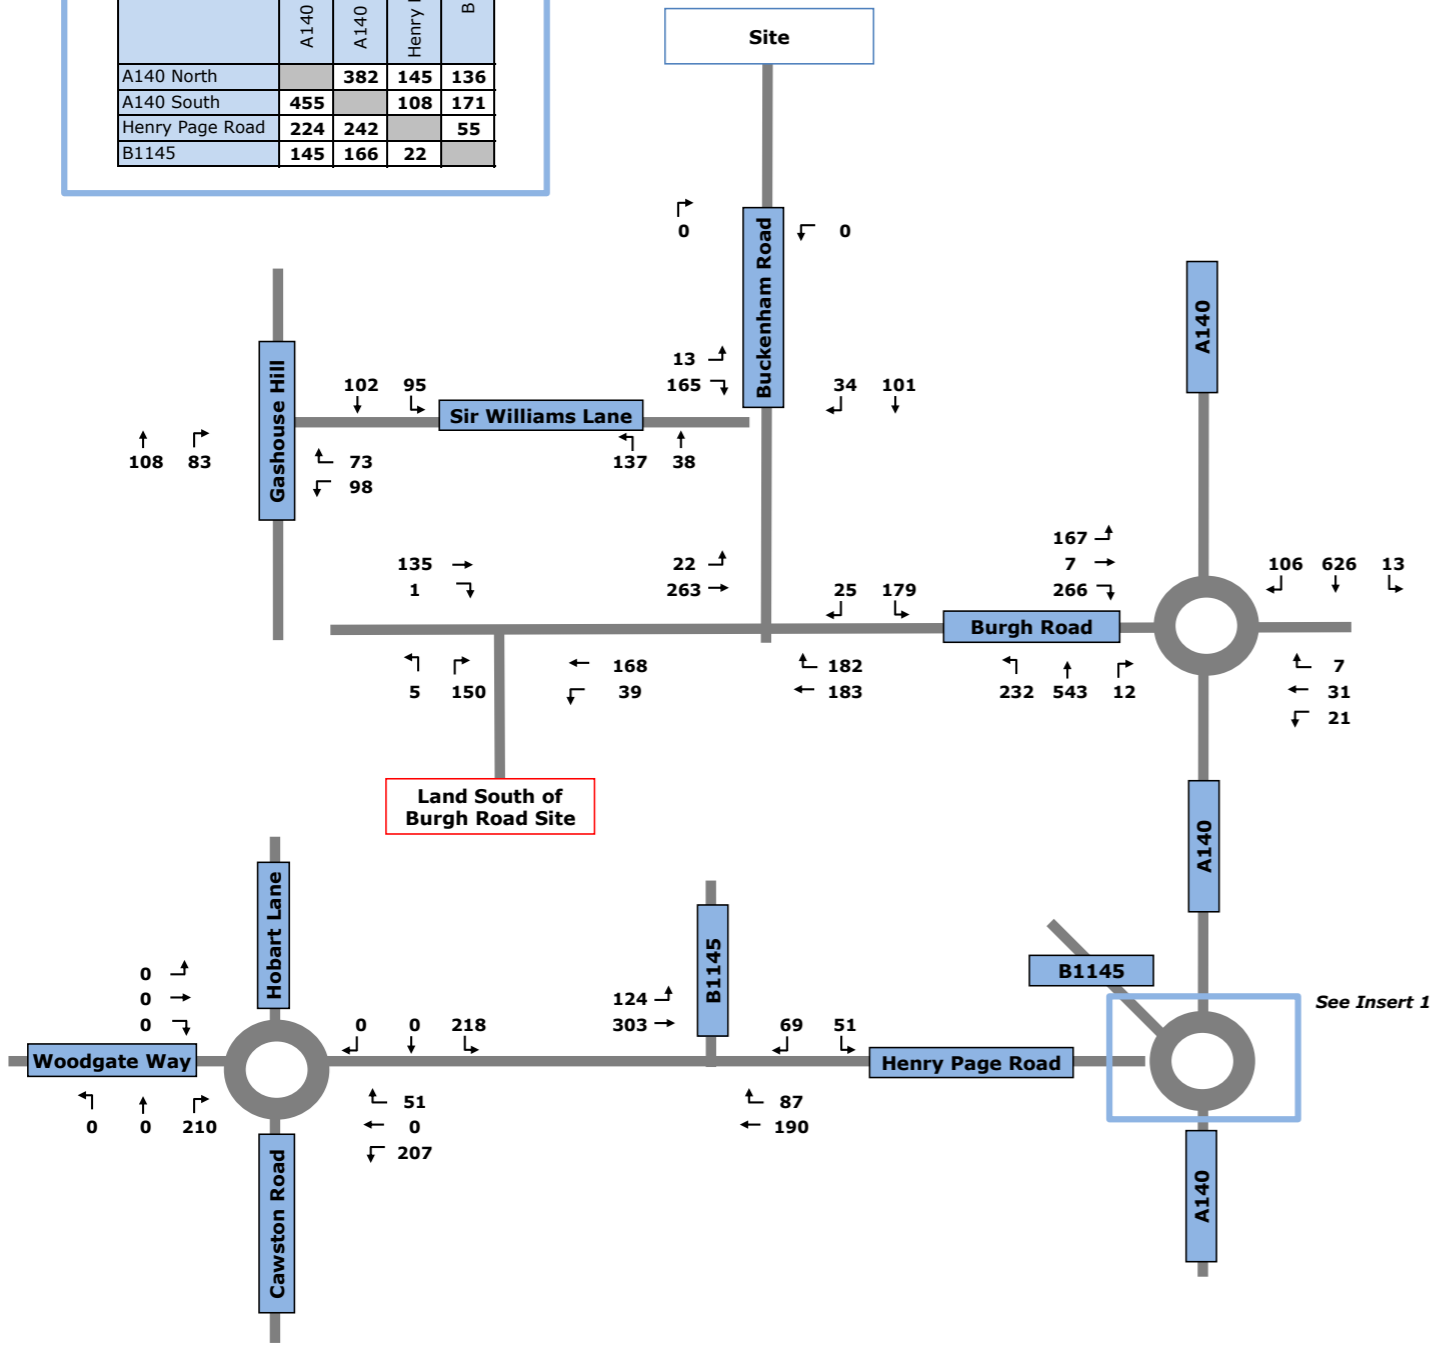 A140
A140
Henry
B
A140 North 382 145 136
A140 South 455 108 171
Henry Page Road 224 242 55
B1145 145 166 22
Site
0
0
Buckenham Road
A140
Gashouse Hill
102 95
Sir Williams Lane
13
165
34 101
108 83
73
98
137 38
135
1
22
263
25 179
167
7
266
106 626 13
Burgh Road
5 150
168
39
182
183
232 543 12
7
31
21
Land South of
Burgh Road Site
A140
Hobart Lane
B1145
B1145
See Insert 1
0
0
0
0 0 218
124
303
69 51
Woodgate Way
Henry Page Road
0 0 210
51
0
207
87
190
Cawston Road
A140